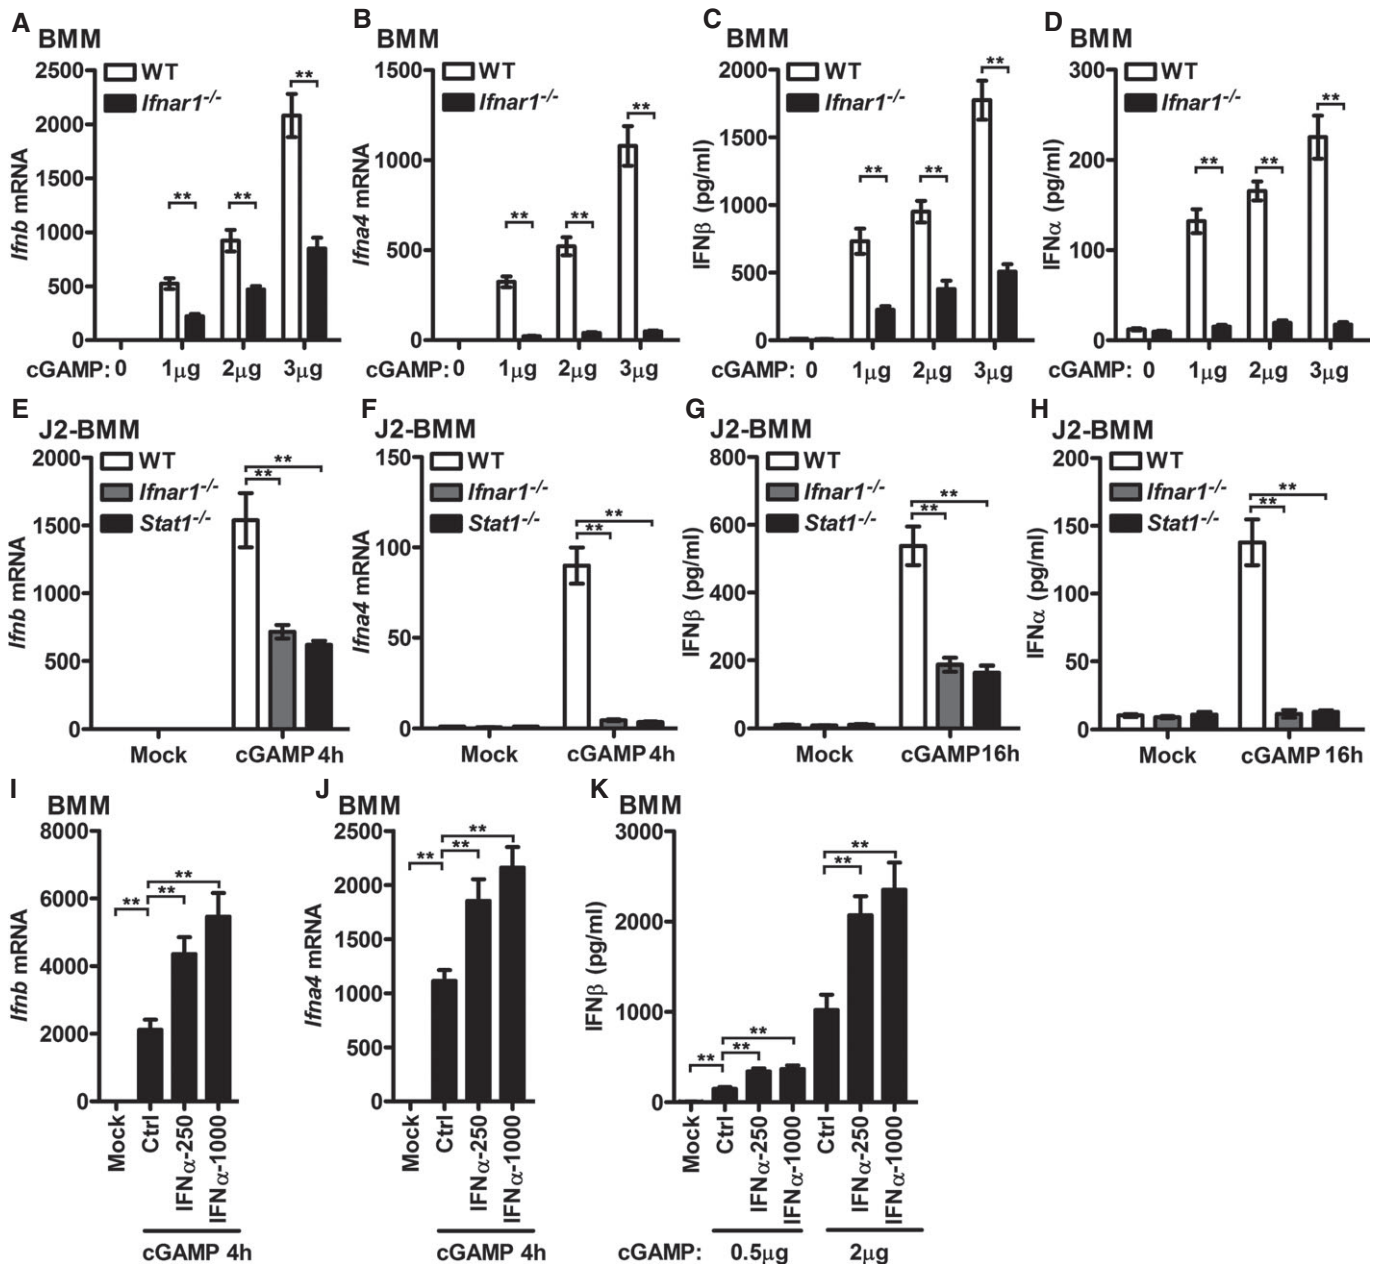 A
BMM
WT
Ifnar1-/-
Ifnb mRNA
2500
2000
1500
1000
500
0
**
**
**
cGAMP: 0 1μg 2μg 3μg
B
BMM
WT
Ifnar1-/-
Ifna4 mRNA
1500
1000
500
0
**
**
**
cGAMP: 0 1μg 2μg 3μg
C
BMM
WT
Ifnar1-/-
IFNβ (pg/ml)
2000
1500
1000
500
0
**
**
**
cGAMP: 0 1μg 2μg 3μg
D
BMM
WT
Ifnar1-/-
IFNα (pg/ml)
300
200
100
0
**
**
**
cGAMP: 0 1μg 2μg 3μg
E
J2-BMM
WT
Ifnar1-/-
Stat1-/-
Ifnb mRNA
2000
1500
1000
500
0
**
**
Mock cGAMP 4h
F
J2-BMM
WT
Ifnar1-/-
Stat1-/-
Ifna4 mRNA
150
100
50
0
**
**
Mock cGAMP 4h
G
J2-BMM
WT
Ifnar1-/-
Stat1-/-
IFNβ (pg/ml)
800
600
400
200
0
**
**
Mock cGAMP 16h
H
J2-BMM
WT
Ifnar1-/-
Stat1-/-
IFNα (pg/ml)
200
150
100
50
0
**
**
Mock cGAMP 16h
I
BMM
Ifnb mRNA
8000
6000
4000
2000
0
**
**
**
Mock
Ctrl
IFNα-250
IFNα-1000
cGAMP 4h
J
BMM
Ifna4 mRNA
2500
2000
1500
1000
500
0
**
**
**
Mock
Ctrl
IFNα-250
IFNα-1000
cGAMP 4h
K
BMM
IFNβ (pg/ml)
3000
2000
1000
0
**
**
**
**
**
Mock
Ctrl
IFNα-250
IFNα-1000
Ctrl
IFNα-250
IFNα-1000
cGAMP: 0.5μg 2μg